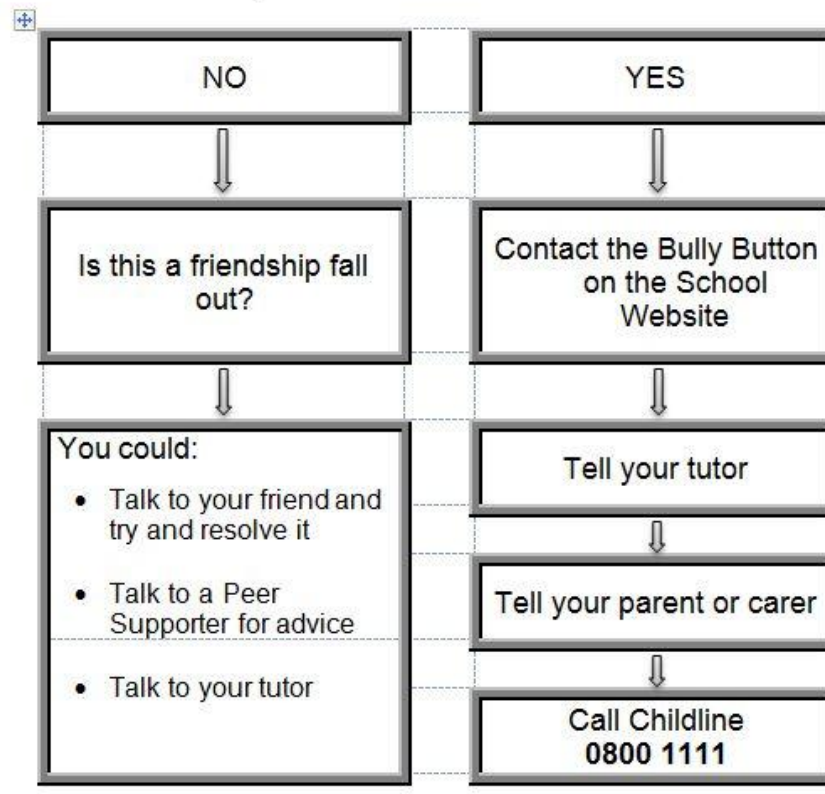 NO
Is this a friendship fall
out?
You could:
• Talk to your friend and
try and resolve it
• Talk to a Peer
Supporter for advice
• Talk to your tutor
YES
Contact the Bully Button
on the School
Website
Tell your tutor
Tell your parent or carer
Call Childline
0800 1111